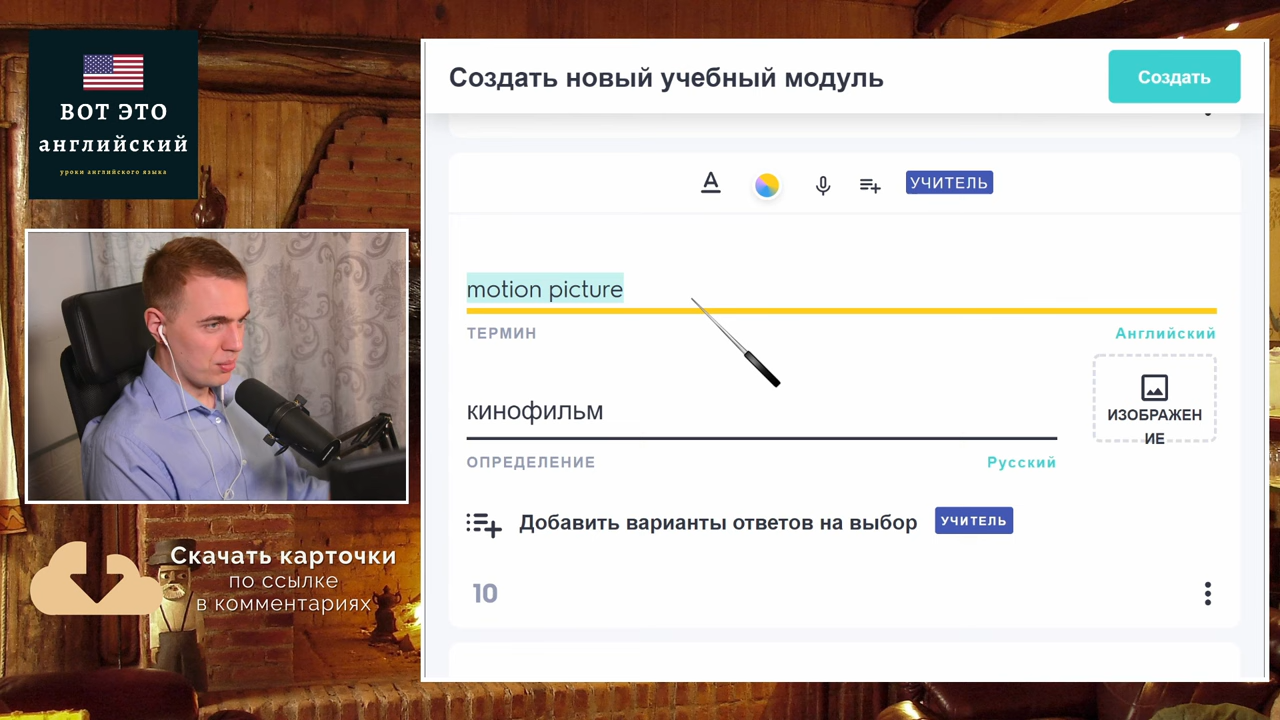 ВОТ ЭТО
английский
уроки английского языка
Скачать карточки
по ссылке
в комментариях
Создать новый учебный модуль
Создать
УЧИТЕЛЬ
motion picture
ТЕРМИН
Английский
кинофильм
ИЗОБРАЖЕН
ИЕ
ОПРЕДЕЛЕНИЕ
Русский
Добавить варианты ответов на выбор
УЧИТЕЛЬ
10